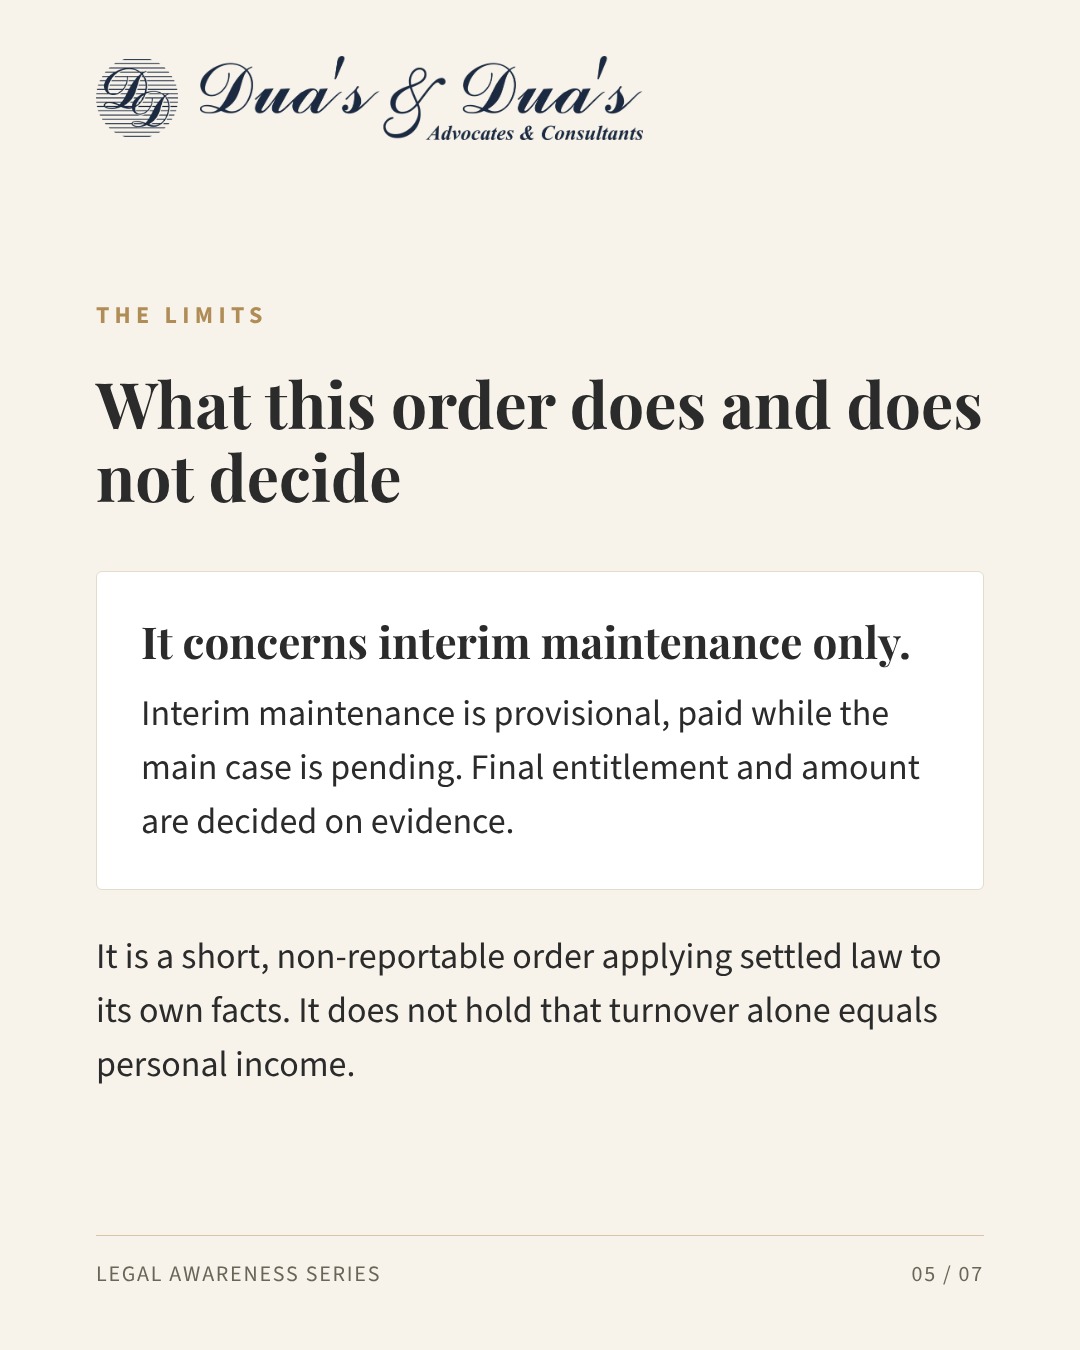 DD Dua's & Dua's
Advocates & Consultants
THE LIMITS
What this order does and does
not decide
It concerns interim maintenance only.
Interim maintenance is provisional, paid while the
main case is pending. Final entitlement and amount
are decided on evidence.
It is a short, non-reportable order applying settled law to
its own facts. It does not hold that turnover alone equals
personal income.
LEGAL AWARENESS SERIES
05 / 07